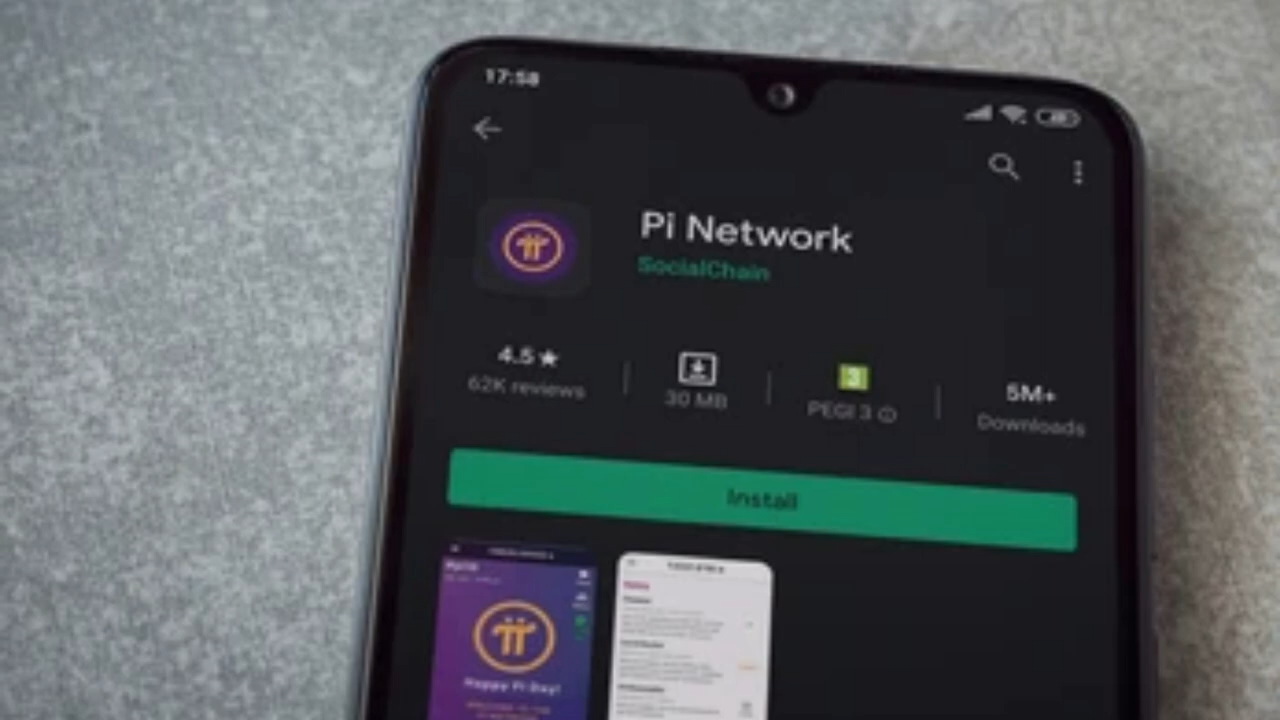 17:58
Pi Network
SocialChain
4.5★
62K reviews
30 MB
3
PEGI 3
5M+
Downloads
Install
Happy Pi Day!